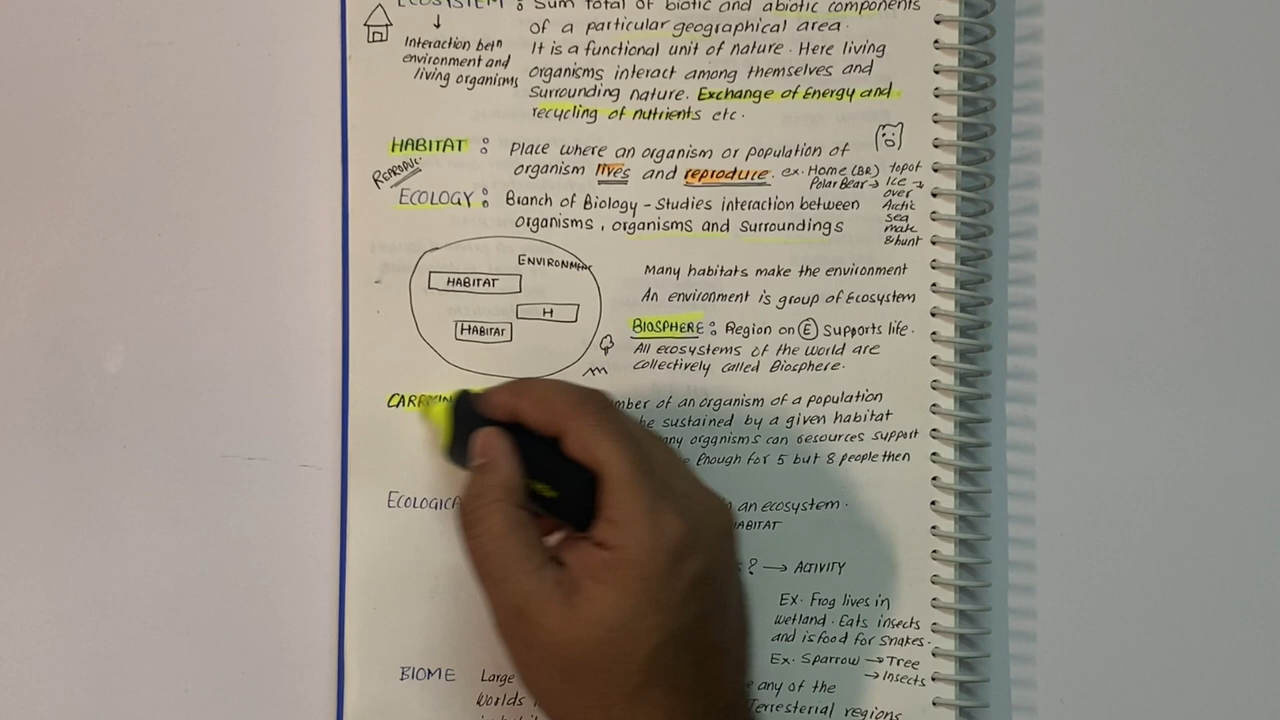 ECOSYSTEM : Sum total of biotic and abiotic components
of a particular geographical area.
It is a functional unit of nature. Here living
organisms interact among themselves and
surrounding nature. Exchange of Energy and
recycling of nutrients etc.
Interaction betn
environment and
living organisms
HABITAT : Place where an organism or population of
organism lives and reproduce. ex. Home (BR)
Polar Bear → Ice →
topof
over
Arctic
sea
mate
& hunt
REPRODUC.
ECOLOGY : Branch of Biology - Studies interaction between
organisms, organisms and surroundings
ENVIRONMENT
HABITAT
H
HABITAT
Many habitats make the environment
An environment is group of Ecosystem
BIOSPHERE : Region on E supports life.
All ecosystems of the world are
collectively called Biosphere.
of an organism of a population
sustained by a given habitat
orgganisms can resources support
Enough for 5 but 8 people then
in an ecosystem.
HABITAT
? → ACTIVITY
Ex. Frog lives in
wetland. Eats insects
and is food for snakes.
Ex. Sparrow → Tree
→ Insects
BIOME Large
any of the
Worlds
Terresterial regions